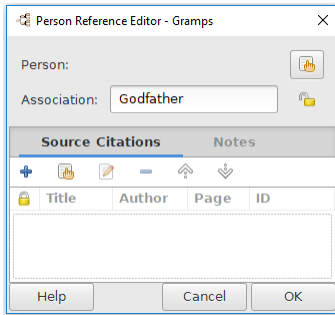 Person Reference Editor - Gramps
Person:
Association: Godfather
Source Citations Notes
Title Author Page ID
Help Cancel OK